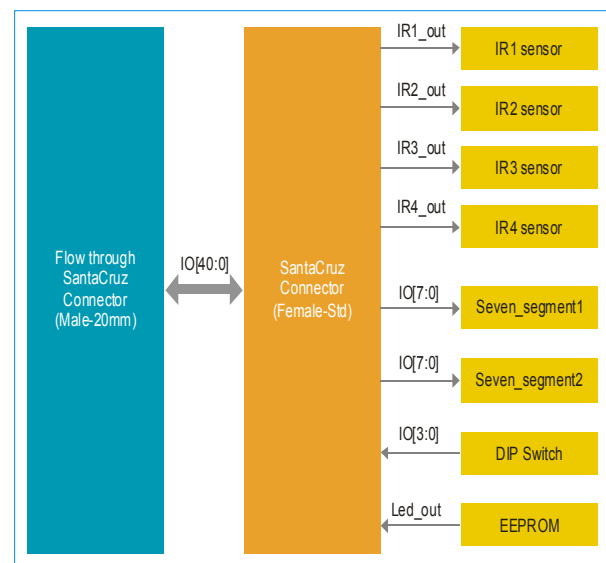 Flow through
SantaCruz
Connector
(Male-20mm)
IO[40:0]
SantaCruz
Connector
(Female-Std)
IR1_out
IR1 sensor
IR2_out
IR2 sensor
IR3_out
IR3 sensor
IR4_out
IR4 sensor
IO[7:0]
Seven_segment1
IO[7:0]
Seven_segment2
IO[3:0]
DIP Switch
Led_out
EEPROM